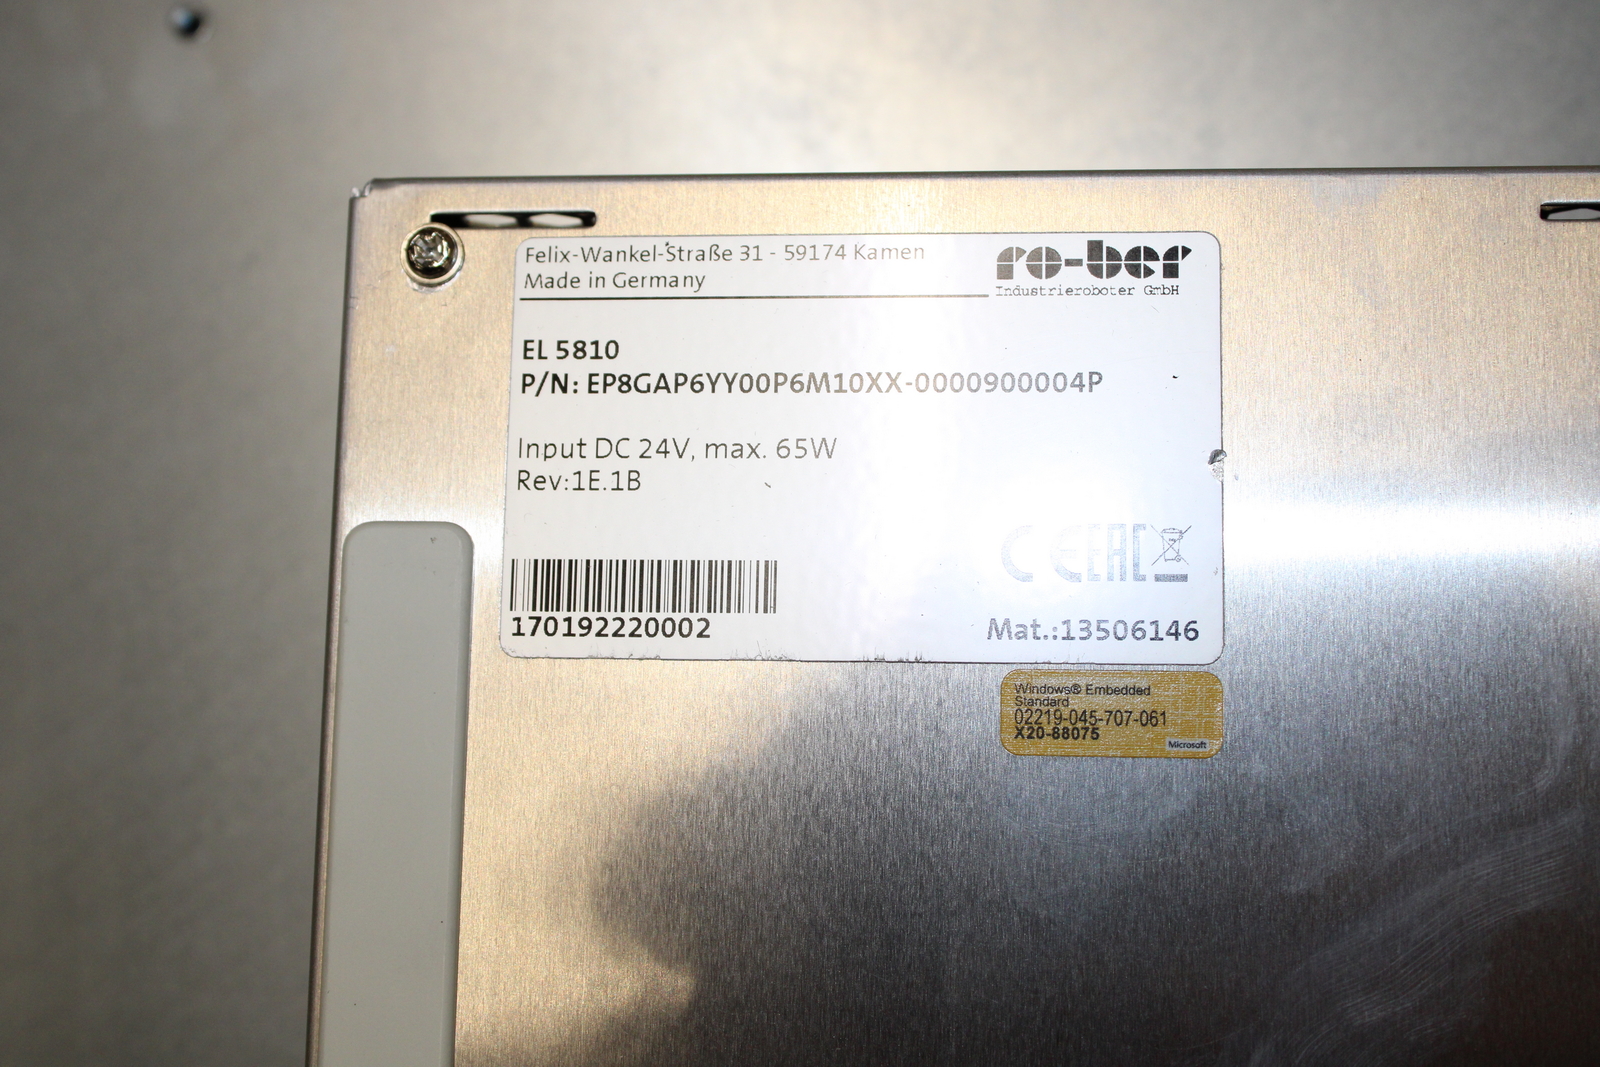 Felix-Wankel-Straße 31 - 59174 Kamen
Made in Germany
ro-ber
Industrieroboter GmbH
EL 5810
P/N: EP8GAP6YY00P6M10XX-0000900004P
Input DC 24V, max. 65W
Rev:1E.1B
CE EAC
170192220002
Mat.:13506146
Windows® Embedded
Standard
02219-045-707-061
X20-88075
Microsoft